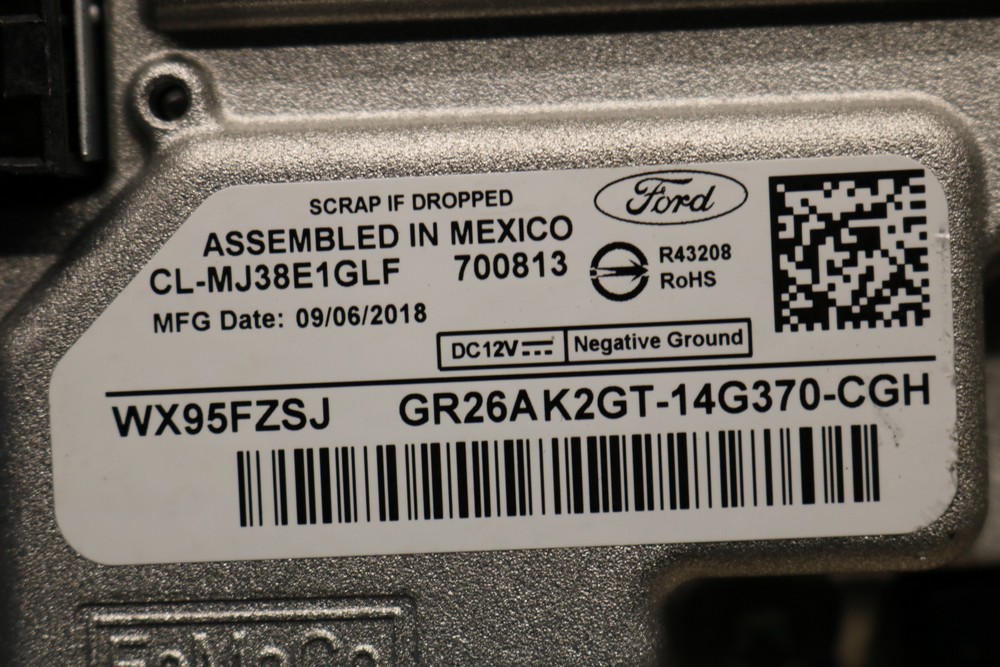 SCRAP IF DROPPED
Ford
ASSEMBLED IN MEXICO
CL-MJ38E1GLF 700813
R43208
RoHS
MFG Date: 09/06/2018
DC12V Negative Ground
WX95FZSJ GR26AK2GT-14G370-CGH
FoMoCo